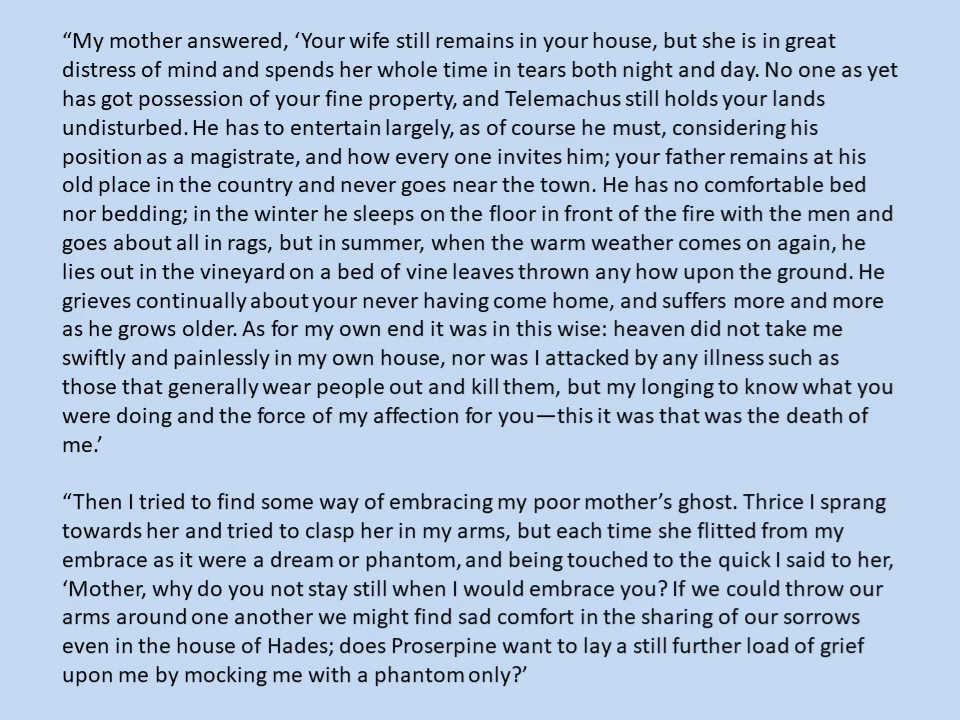 “My mother answered, ‘Your wife still remains in your house, but she is in great
distress of mind and spends her whole time in tears both night and day. No one as yet
has got possession of your fine property, and Telemachus still holds your lands
undisturbed. He has to entertain largely, as of course he must, considering his
position as a magistrate, and how every one invites him; your father remains at his
old place in the country and never goes near the town. He has no comfortable bed
nor bedding; in the winter he sleeps on the floor in front of the fire with the men and
goes about all in rags, but in summer, when the warm weather comes on again, he
lies out in the vineyard on a bed of vine leaves thrown any how upon the ground. He
grieves continually about your never having come home, and suffers more and more
as he grows older. As for my own end it was in this wise: heaven did not take me
swiftly and painlessly in my own house, nor was I attacked by any illness such as
those that generally wear people out and kill them, but my longing to know what you
were doing and the force of my affection for you—this it was that was the death of
me.’
“Then I tried to find some way of embracing my poor mother’s ghost. Thrice I sprang
towards her and tried to clasp her in my arms, but each time she flitted from my
embrace as it were a dream or phantom, and being touched to the quick I said to her,
‘Mother, why do you not stay still when I would embrace you? If we could throw our
arms around one another we might find sad comfort in the sharing of our sorrows
even in the house of Hades; does Proserpine want to lay a still further load of grief
upon me by mocking me with a phantom only?’